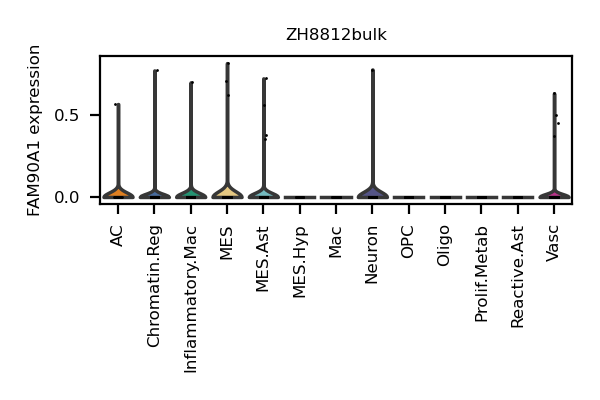 ZH8812bulk
FAM90A1 expression
0.5
0.0
AC
Chromatin.Reg
Inflammatory.Mac
MES
MES.Ast
MES.Hyp
Mac
Neuron
OPC
Oligo
Prolif.Metab
Reactive.Ast
Vasc